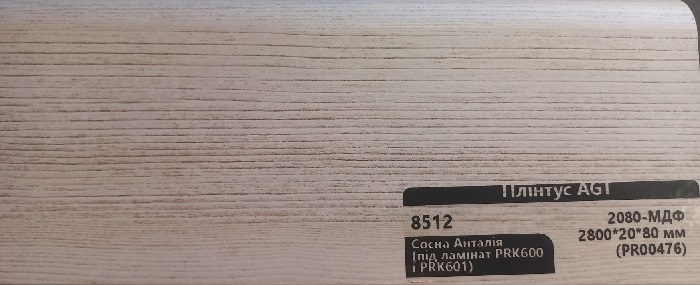 Плінтус AGT
8512
2080-МДФ
2800*20*80 мм
(PR00476)
Сосна Анталія
(під ламінат PRK600
і PRK601)